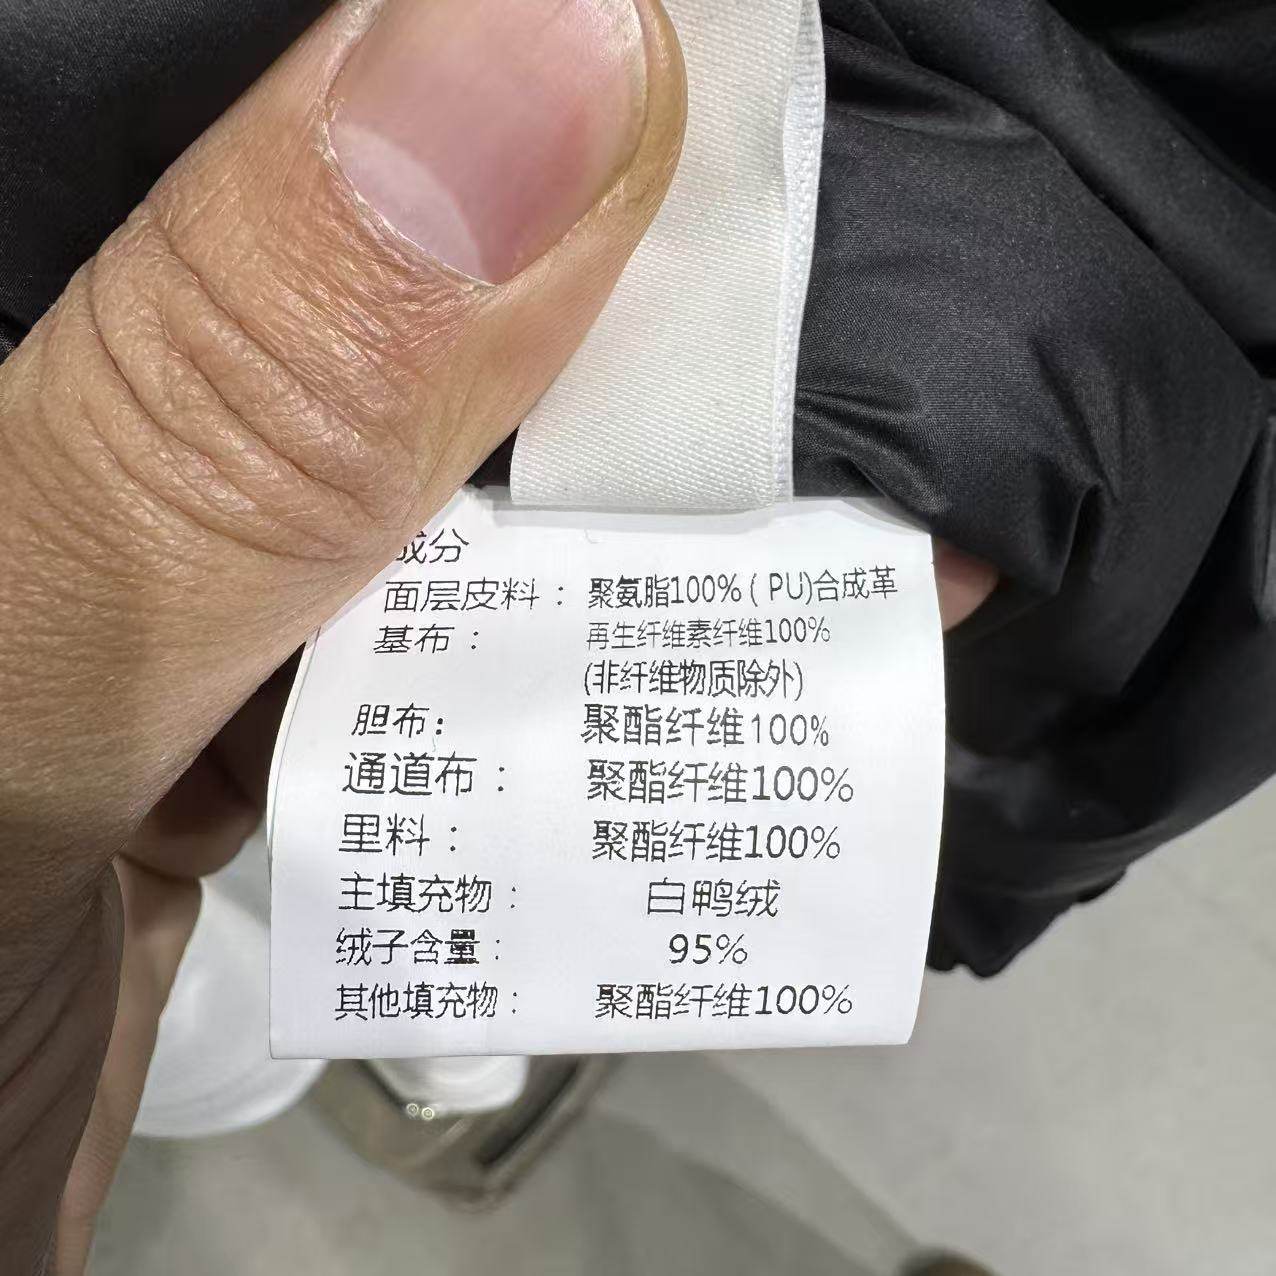 成分
面层皮料：聚氨脂100%( PU)合成革
基布：再生纤维素纤维100%
(非纤维物质除外)
胆布：聚酯纤维100%
通道布：聚酯纤维100%
里料：聚酯纤维100%
主填充物：白鸭绒
绒子含量：95%
其他填充物：聚酯纤维100%